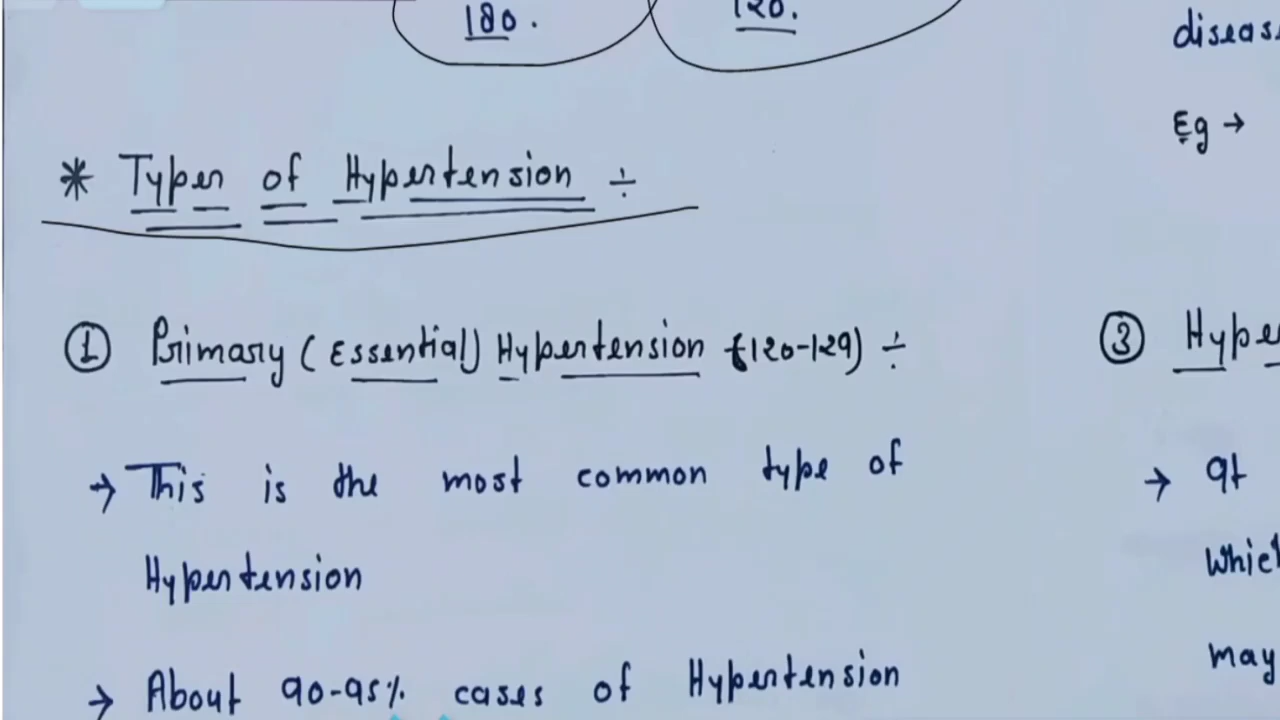 180.
120.
* Types of Hypertension ÷
① Primary (Essential) Hypertension (120-129) ÷
→ This is the most common type of
Hypertension
→ About 90-95% cases of Hypertension
diseas
Eg →
③ Hype
→ It
which
may